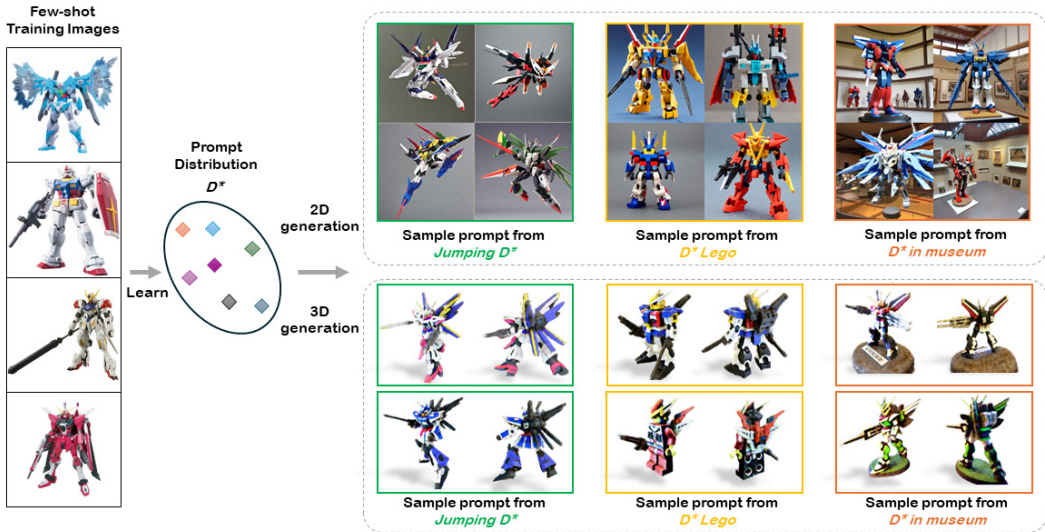 Few-shot
Training Images
Prompt
Distribution
D*
Learn
2D
generation
3D
generation
Sample prompt from
Jumping D*
Sample prompt from
D* Lego
Sample prompt from
D* in museum
Sample prompt from
Jumping D*
Sample prompt from
D* Lego
Sample prompt from
D* in museum